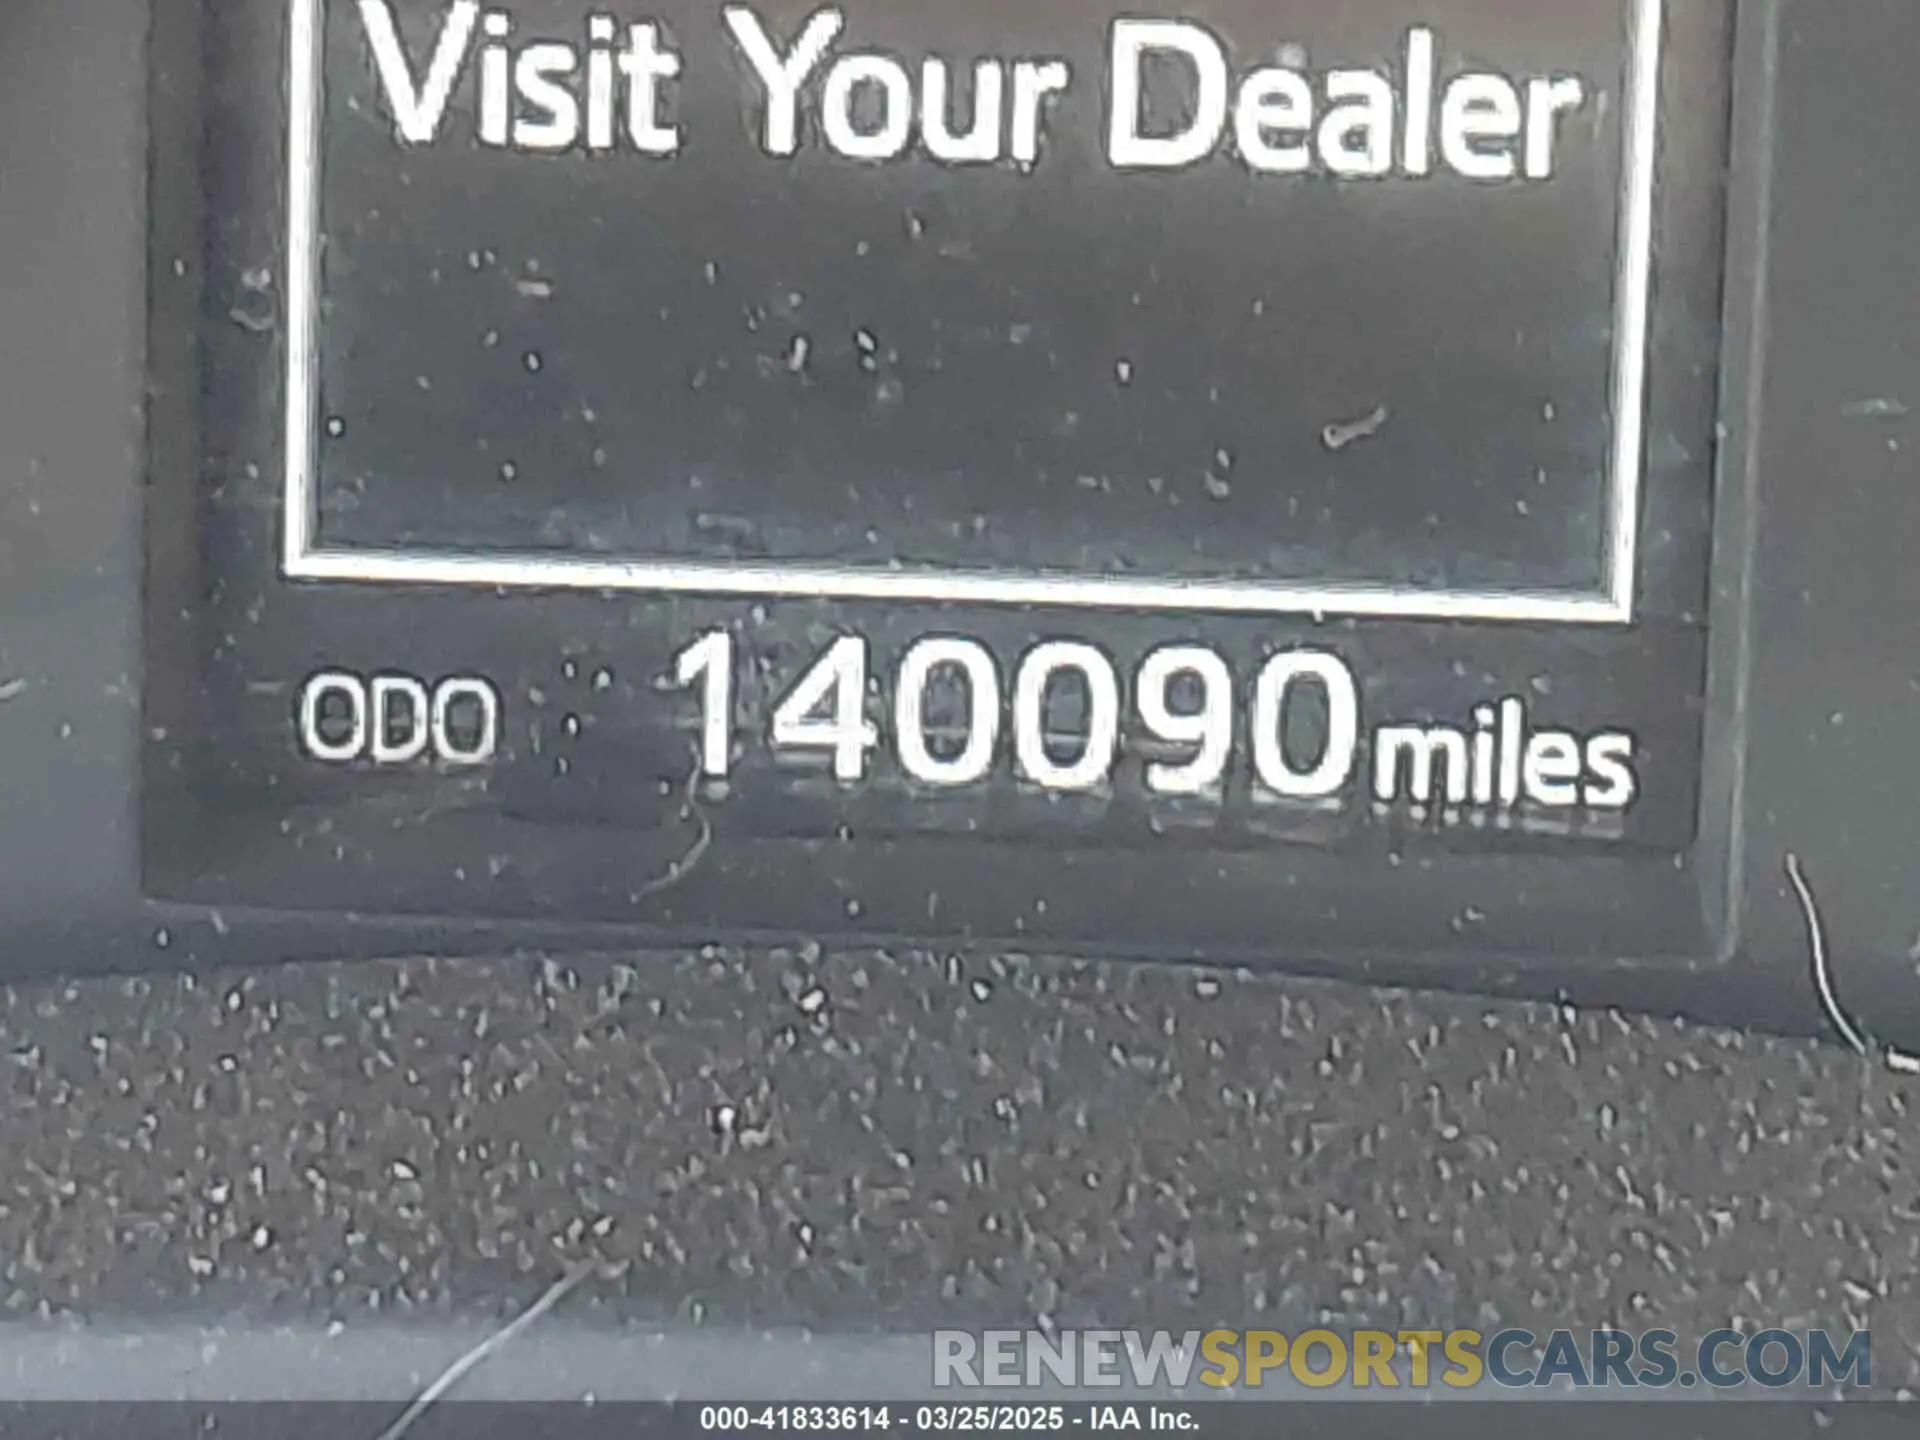 Visit Your Dealer
ODO 140090 miles
RENEWSPORTSCARS.COM
000-41833614 - 03/25/2025 - IAA Inc.